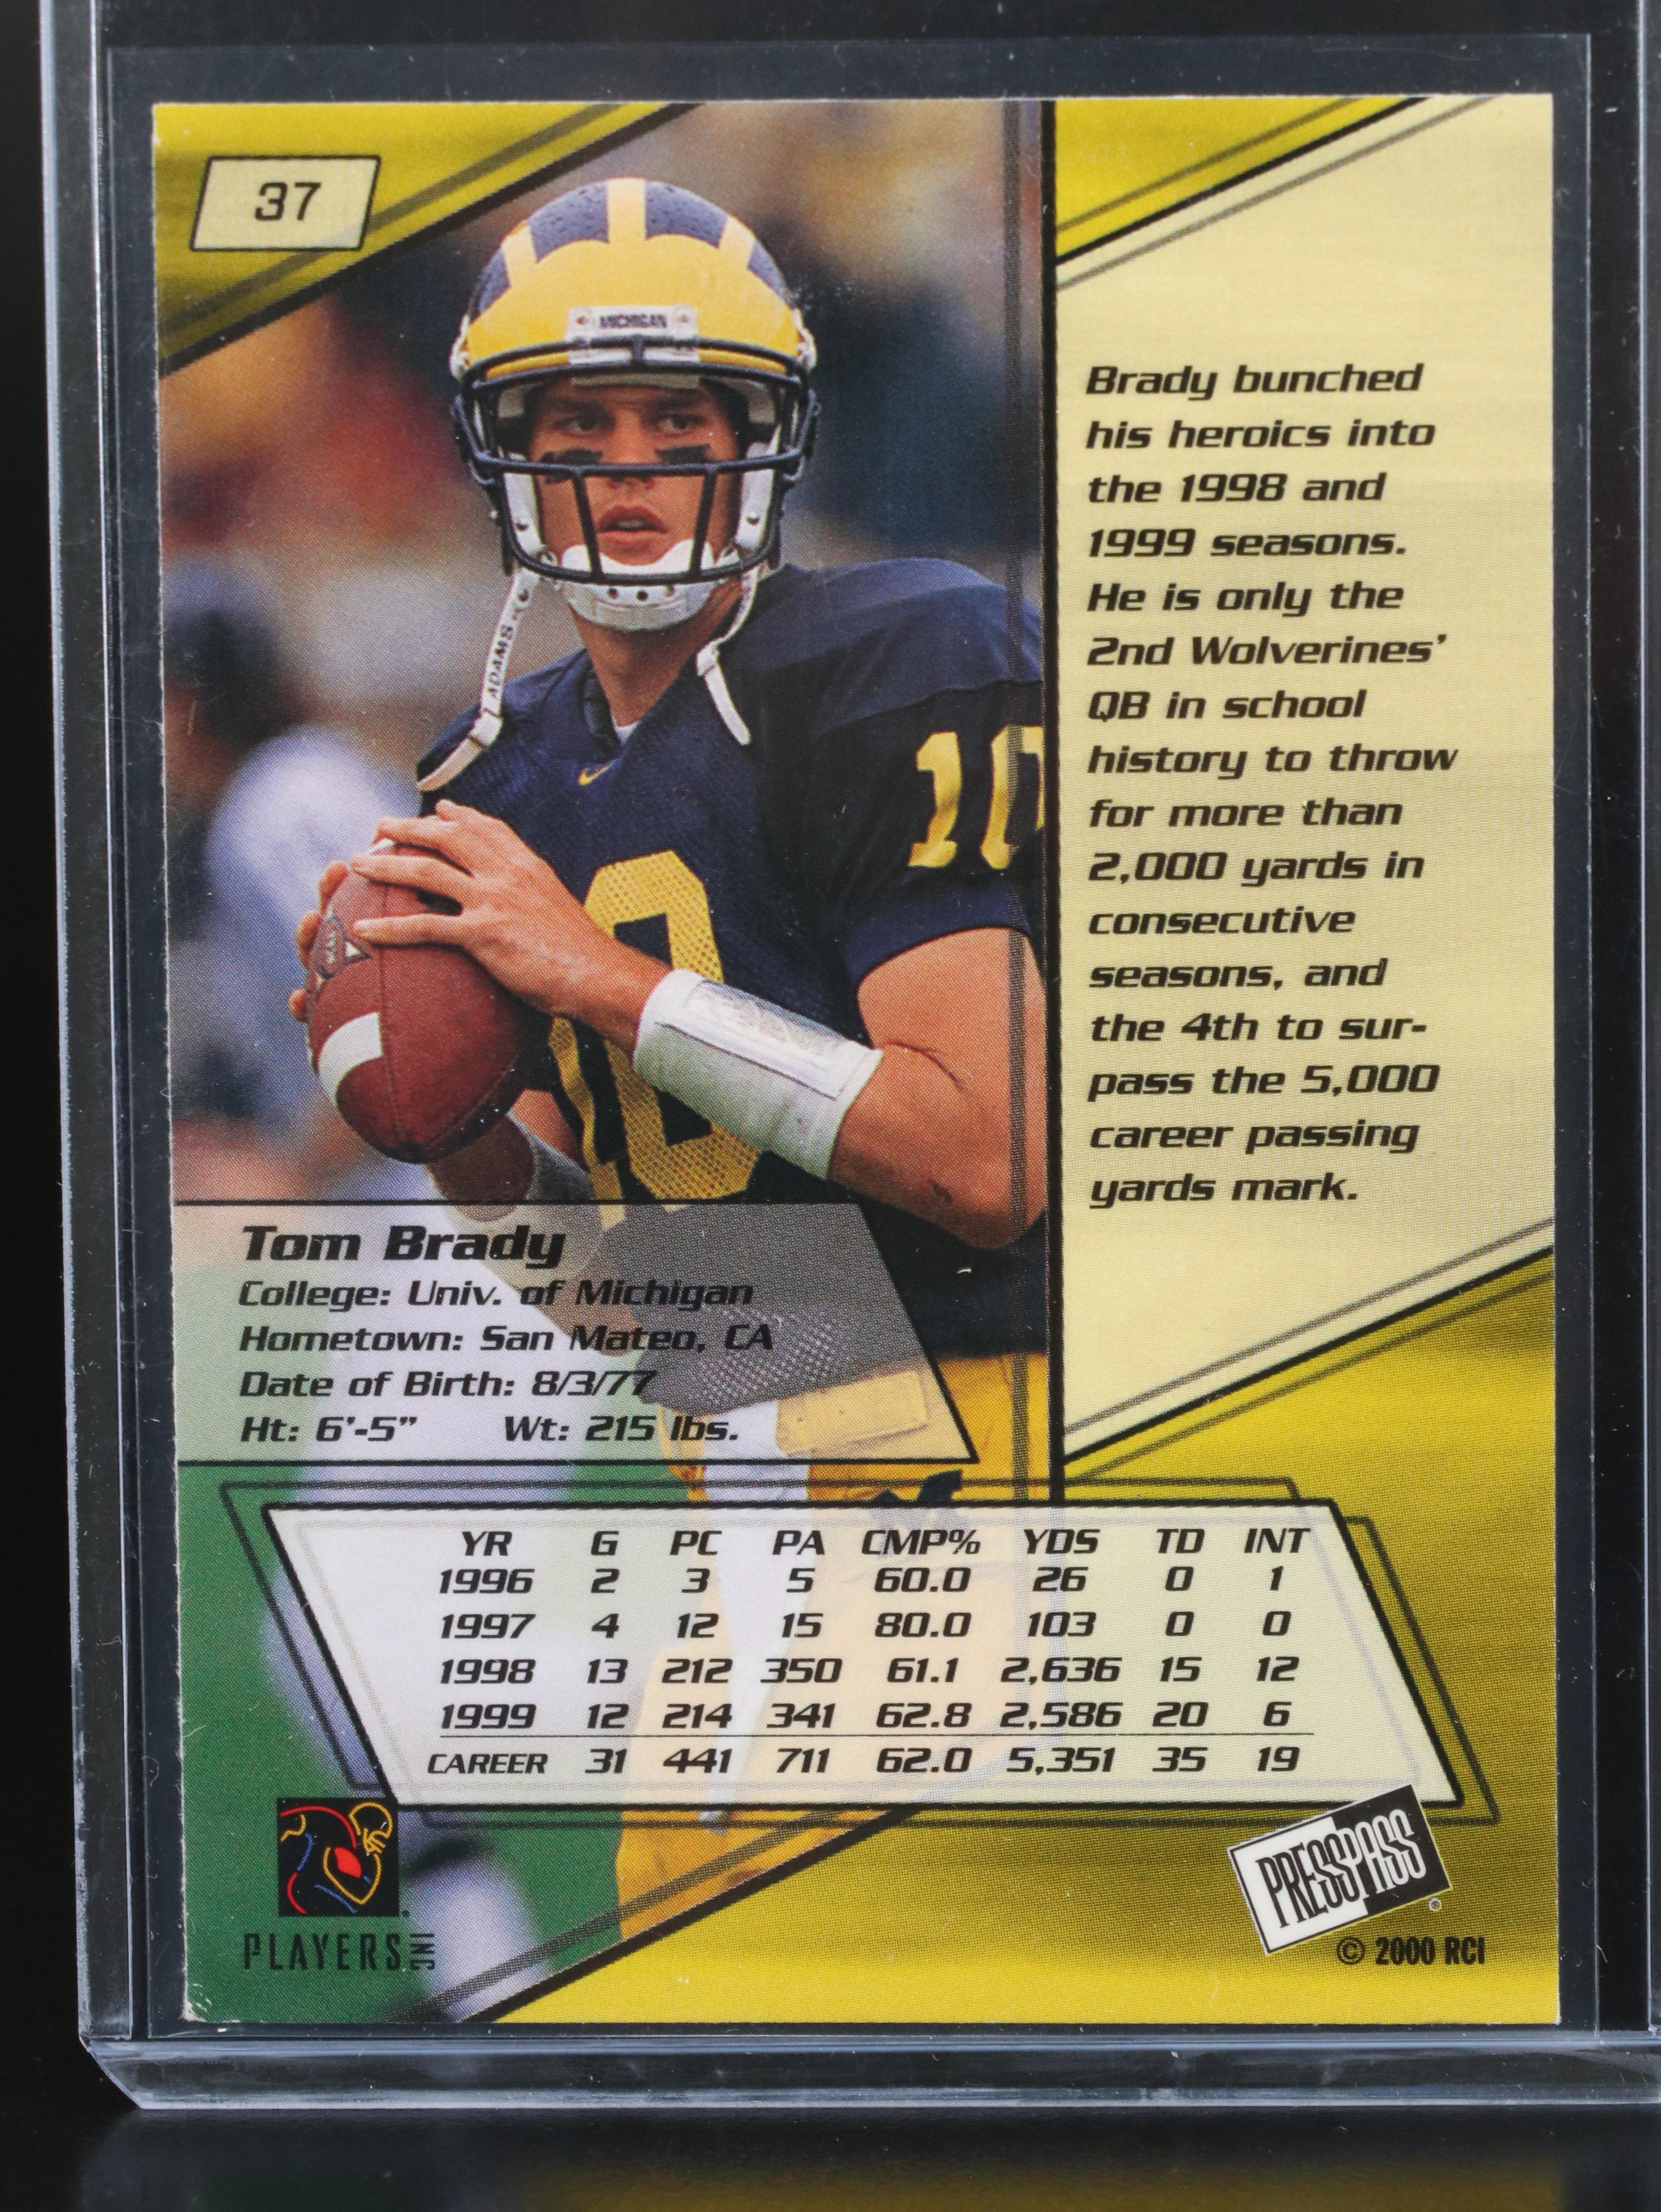 37
MICHIGAN
ADAMS
10
10
Brady bunched
his heroics into
the 1998 and
1999 seasons.
He is only the
2nd Wolverines'
QB in school
history to throw
for more than
2,000 yards in
consecutive
seasons, and
the 4th to sur-
pass the 5,000
career passing
yards mark.
Tom Brady
College: Univ. of Michigan
Hometown: San Mateo, CA
Date of Birth: 8/3/77
Ht: 6'-5" Wt: 215 lbs.
YR G PC PA CMP% YDS TD INT
1996 2 3 5 60.0 26 0 1
1997 4 12 15 80.0 103 0 0
1998 13 212 350 61.1 2,636 15 12
1999 12 214 341 62.8 2,586 20 6
CAREER 31 441 711 62.0 5,351 35 19
PLAYERS INC
PRESSPASS
© 2000 RCI